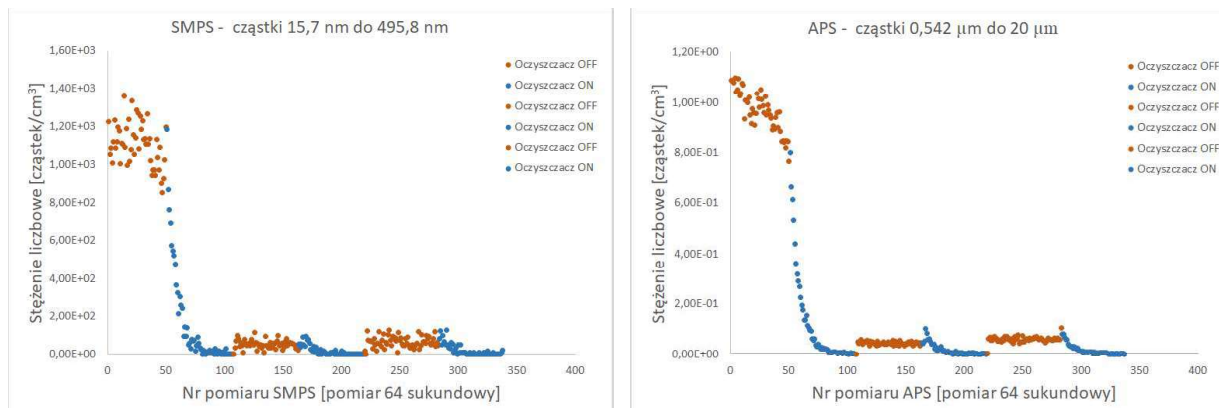 SMPS - cząstki 15,7 nm do 495,8 nm
Stężenie liczbowe [cząstek/cm³]
1,60E+03
1,40E+03
1,20E+03
1,00E+03
8,00E+02
6,00E+02
4,00E+02
2,00E+02
0,00E+00
0
50
100
150
200
250
300
350
400
Nr pomiaru SMPS [pomiar 64 sukundowy]
Oczyszczacz OFF
Oczyszczacz ON
Oczyszczacz OFF
Oczyszczacz ON
Oczyszczacz OFF
Oczyszczacz ON
APS - cząstki 0,542 μm do 20 μm
Stężenie liczbowe [cząstek/cm³]
1,20E+00
1,00E+00
8,00E-01
6,00E-01
4,00E-01
2,00E-01
0,00E+00
0
50
100
150
200
250
300
350
400
Nr pomiaru APS [pomiar 64 sukundowy]
Oczyszczacz OFF
Oczyszczacz ON
Oczyszczacz OFF
Oczyszczacz ON
Oczyszczacz OFF
Oczyszczacz ON